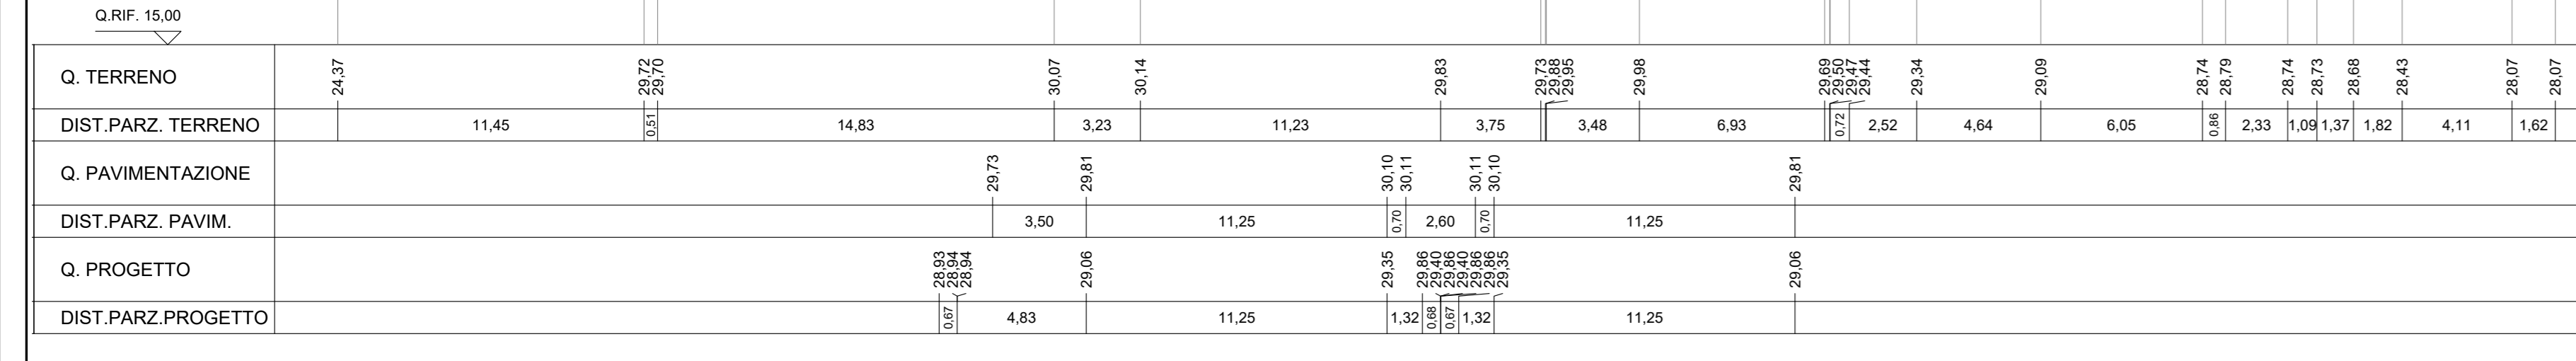 Q.RIF. 15,00
Q. TERRENO 24,37 29,72 29,70 30,07 30,14 29,83 29,73 29,88 29,95 29,98 29,69 29,50 29,47 29,44 29,34 29,09 28,74 28,79 28,74 28,73 28,68 28,43 28,07 28,07
DIST.PARZ. TERRENO 11,45 0,51 14,83 3,23 11,23 3,75 3,48 6,93 0,72 2,52 4,64 6,05 0,86 2,33 1,09 1,37 1,82 4,11 1,62
Q. PAVIMENTAZIONE 29,73 29,81 30,10 30,11 30,11 30,10 29,81
DIST.PARZ. PAVIM. 3,50 11,25 0,70 2,60 0,70 11,25
Q. PROGETTO 28,93 28,94 28,94 29,06 29,35 29,86 29,40 29,86 29,40 29,86 29,86 29,35 29,06
DIST.PARZ.PROGETTO 0,67 4,83 11,25 1,32 0,68 0,67 1,32 11,25